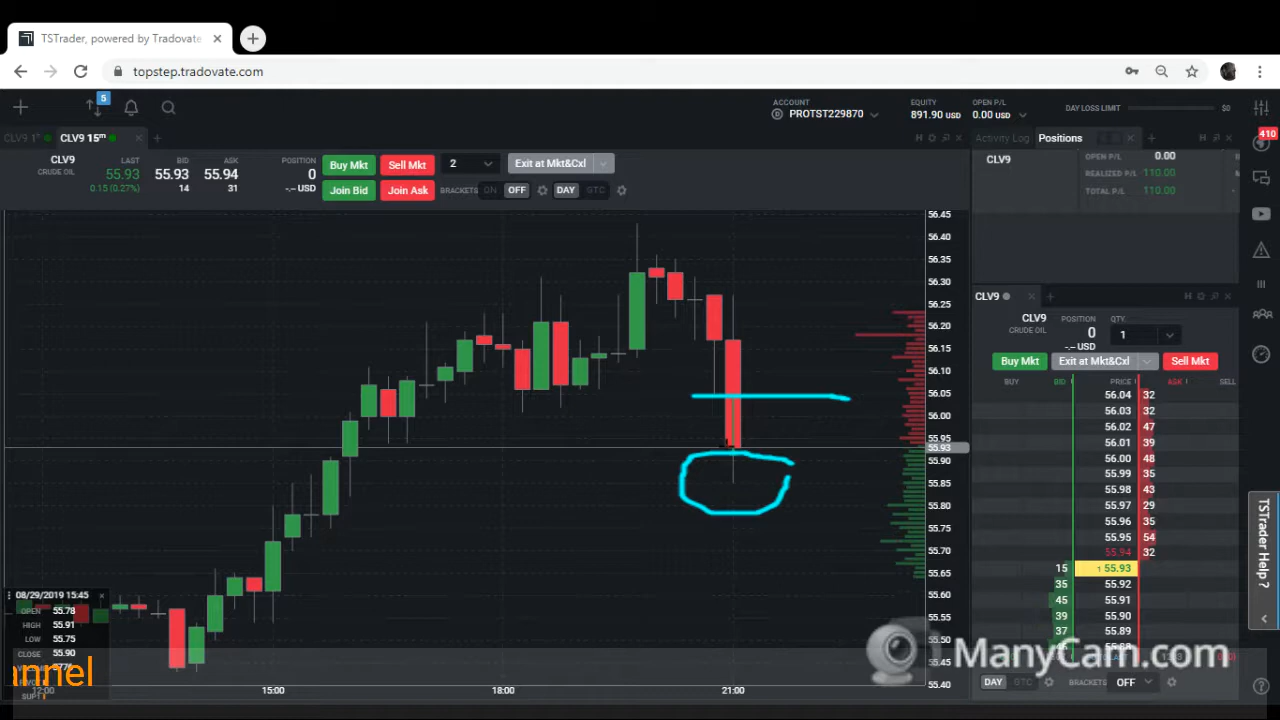 TSTrader, powered by Tradovate
topstep.tradovate.com
5
ACCOUNT
PROTST229870
EQUITY
891.90 USD
OPEN P/L
0.00 USD
DAY LOSS LIMIT
$0
CLV9 1m
CLV9 15m
CLV9
CRUDE OIL
LAST
55.93
0.15 (0.27%)
BID
55.93
14
ASK
55.94
31
POSITION
0
-.-- USD
Buy Mkt
Sell Mkt
2
Exit at Mkt&Cxl
Join Bid
Join Ask
BRACKETS
ON
OFF
DAY
GTC
H
56.45
56.40
56.35
56.30
56.25
56.20
56.15
56.10
56.05
56.00
55.95
55.93
55.90
55.85
55.80
55.75
55.70
55.65
55.60
55.55
55.50
55.45
55.40
08/29/2019 15:45
OPEN 55.78
HIGH 55.91
LOW 55.75
CLOSE 55.90
annel
12:00
15:00
18:00
21:00
Activity Log
Positions
H
410
CLV9
OPEN P/L 0.00
REALIZED P/L 110.00
TOTAL P/L 110.00
CLV9
H
CLV9
CRUDE OIL
POSITION
0
-.-- USD
QTY.
1
Buy Mkt
Exit at Mkt&Cxl
Sell Mkt
BUY BID PRICE ASK SELL
56.04 32
56.03 32
56.02 47
56.01 39
56.00 48
55.99 35
55.98 43
55.97 29
55.96 35
55.95 54
55.94 32
15 1 55.93
35 55.92
45 55.91
39 55.90
37 55.89
55.88
DAY
GTC
BRACKETS
OFF
TSTrader Help?
ManyCam.com